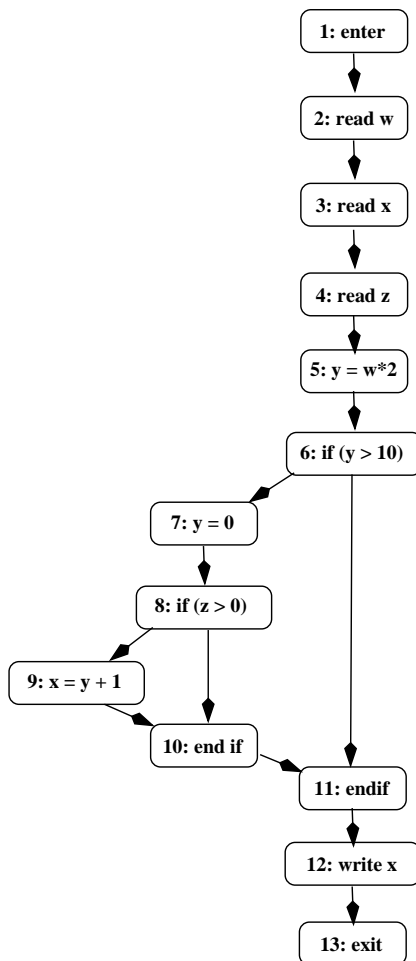 1: enter
2: read w
3: read x
4: read z
5: y = w*2
6: if (y > 10)
7: y = 0
8: if (z > 0)
9: x = y + 1
10: end if
11: endif
12: write x
13: exit